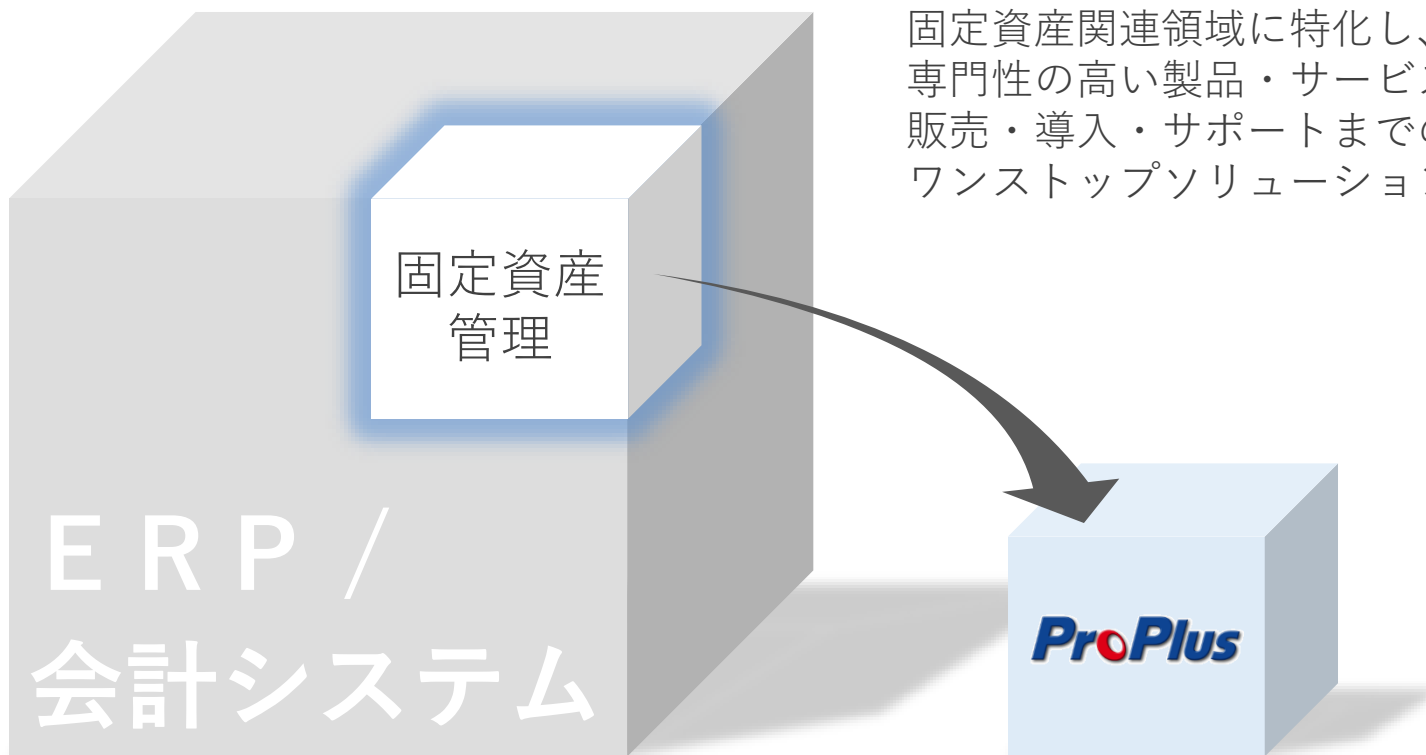 固定資産関連領域に特化し、
専門性の高い製品・サービス
販売・導入・サポートまでの
ワンストップソリューション
固定資産
管理
ERP /
会計システム
ProPlus